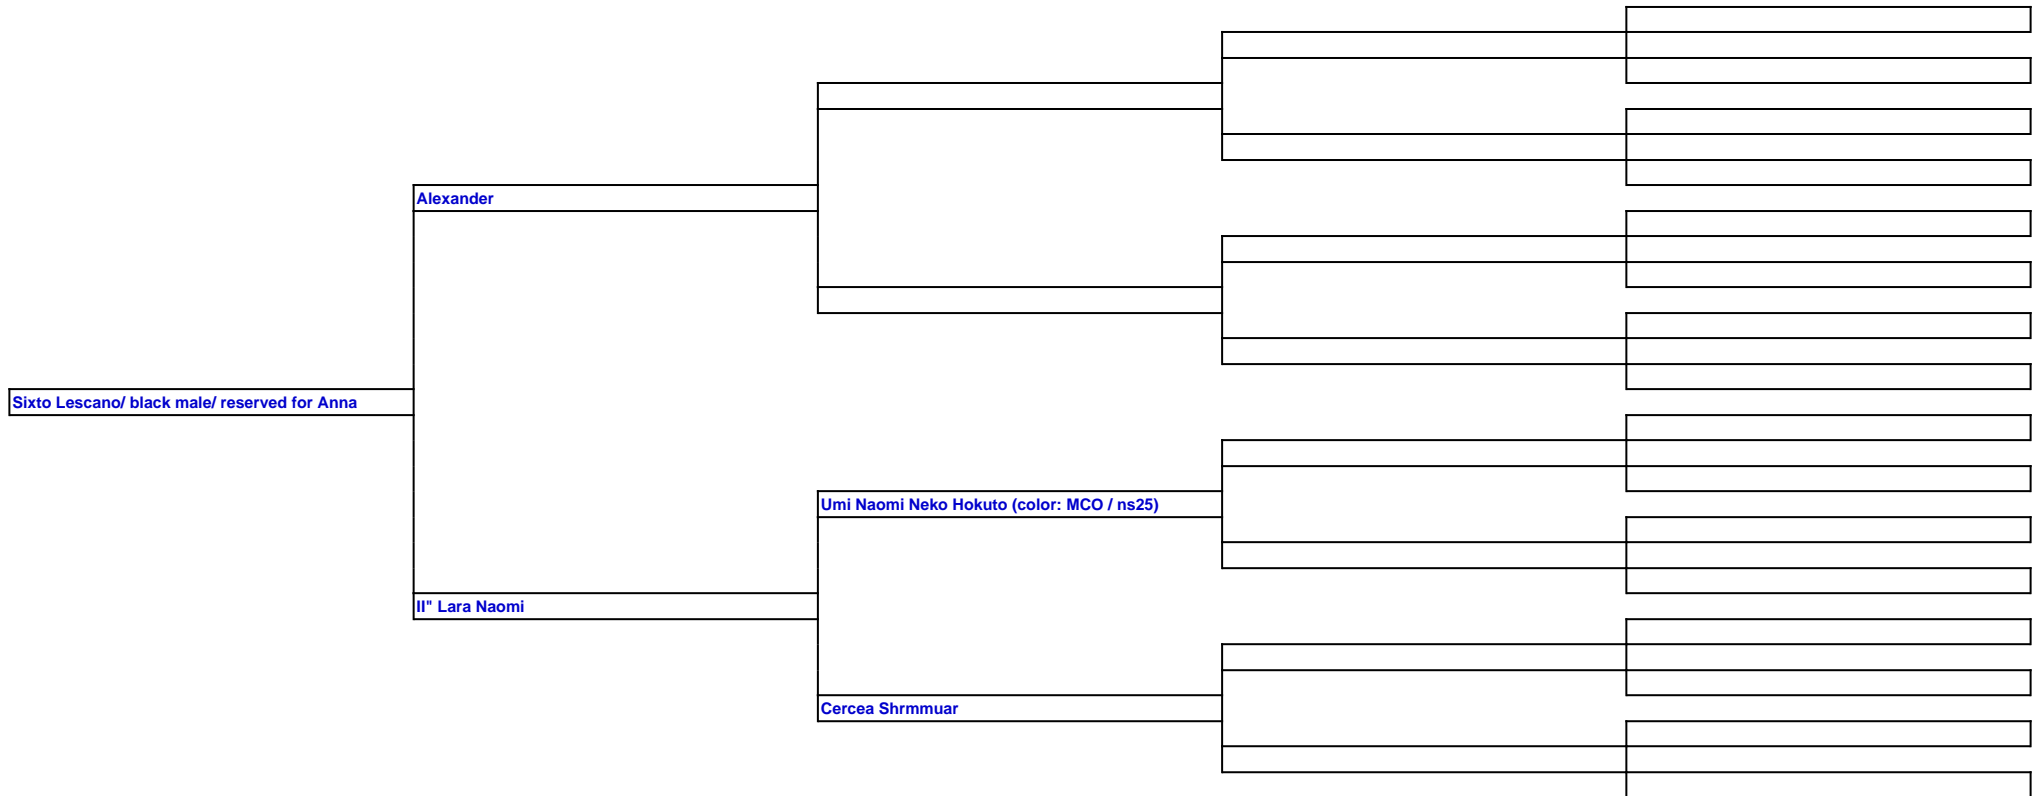 Alexander
Sixto Lescano/ black male/ reserved for Anna
Umi Naomi Neko Hokuto (color: MCO / ns25)
II" Lara Naomi
Cercea Shrmmuar